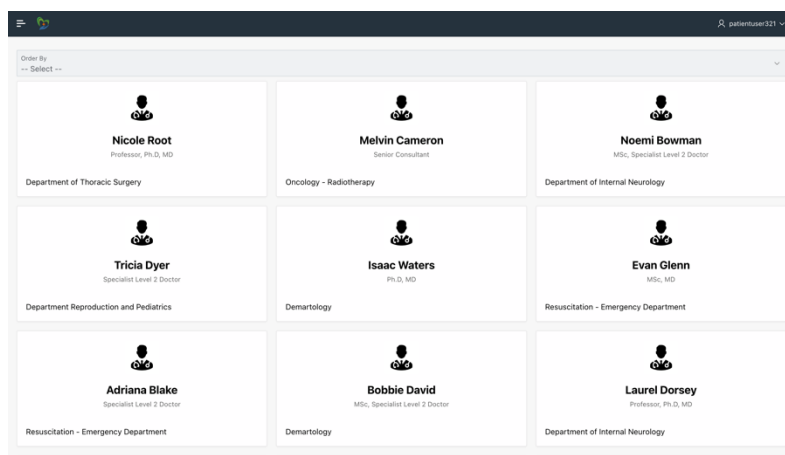 patientuser321
Order By
-- Select --
Nicole Root
Professor, Ph.D, MD
Department of Thoracic Surgery
Melvin Cameron
Senior Consultant
Oncology - Radiotherapy
Noemi Bowman
MSc, Specialist Level 2 Doctor
Department of Internal Neurology
Tricia Dyer
Specialist Level 2 Doctor
Department Reproduction and Pediatrics
Isaac Waters
Ph.D, MD
Demartology
Evan Glenn
MSc, MD
Resuscitation - Emergency Department
Adriana Blake
Specialist Level 2 Doctor
Resuscitation - Emergency Department
Bobbie David
MSc, Specialist Level 2 Doctor
Demartology
Laurel Dorsey
Professor, Ph.D, MD
Department of Internal Neurology